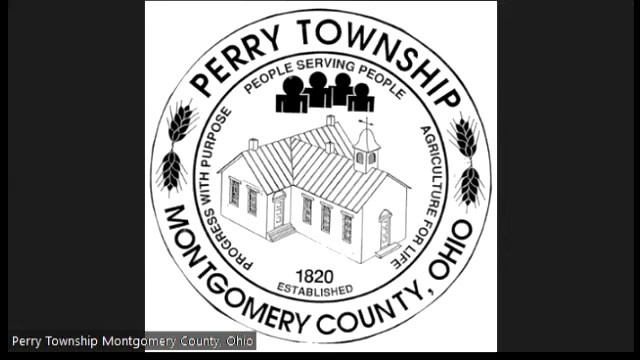 PERRY TOWNSHIP
PEOPLE SERVING PEOPLE
PROGRESS WITH PURPOSE
AGRICULTURE FOR LIFE
1820
ESTABLISHED
MONTGOMERY COUNTY, OHIO
Perry Township Montgomery County, Ohio